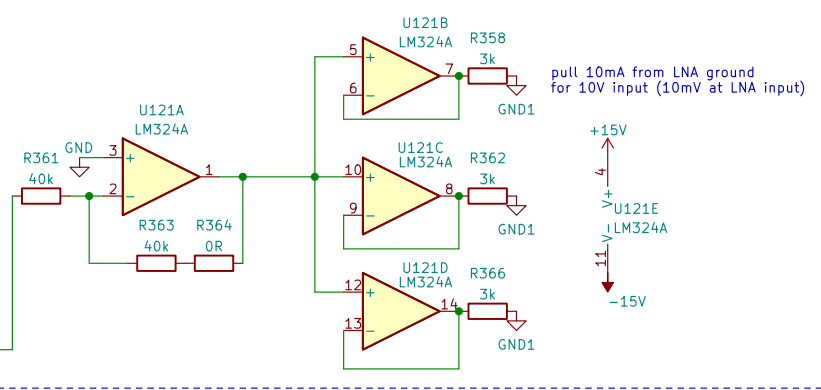 U121B
LM324A
R358
3k
5
+
7
6
−
GND1
pull 10mA from LNA ground
for 10V input (10mV at LNA input)
U121A
LM324A
GND
3
+
1
2
−
R361
40k
R363
40k
R364
0R
U121C
LM324A
R362
3k
10
+
8
9
−
GND1
U121D
LM324A
R366
3k
12
+
14
13
−
GND1
+15V
4
V+
U121E
LM324A
V−
11
-15V